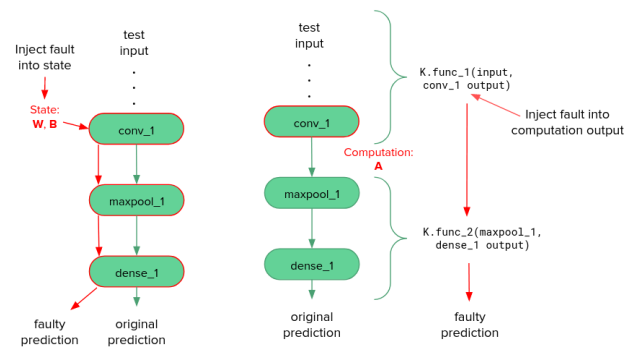 Inject fault
into state
State:
W, B
test
input
conv_1
maxpool_1
dense_1
faulty
prediction
original
prediction
test
input
conv_1
Computation:
A
maxpool_1
dense_1
original
prediction
K.func_1(input,
conv_1 output)
Inject fault into
computation output
K.func_2(maxpool_1,
dense_1 output)
faulty
prediction